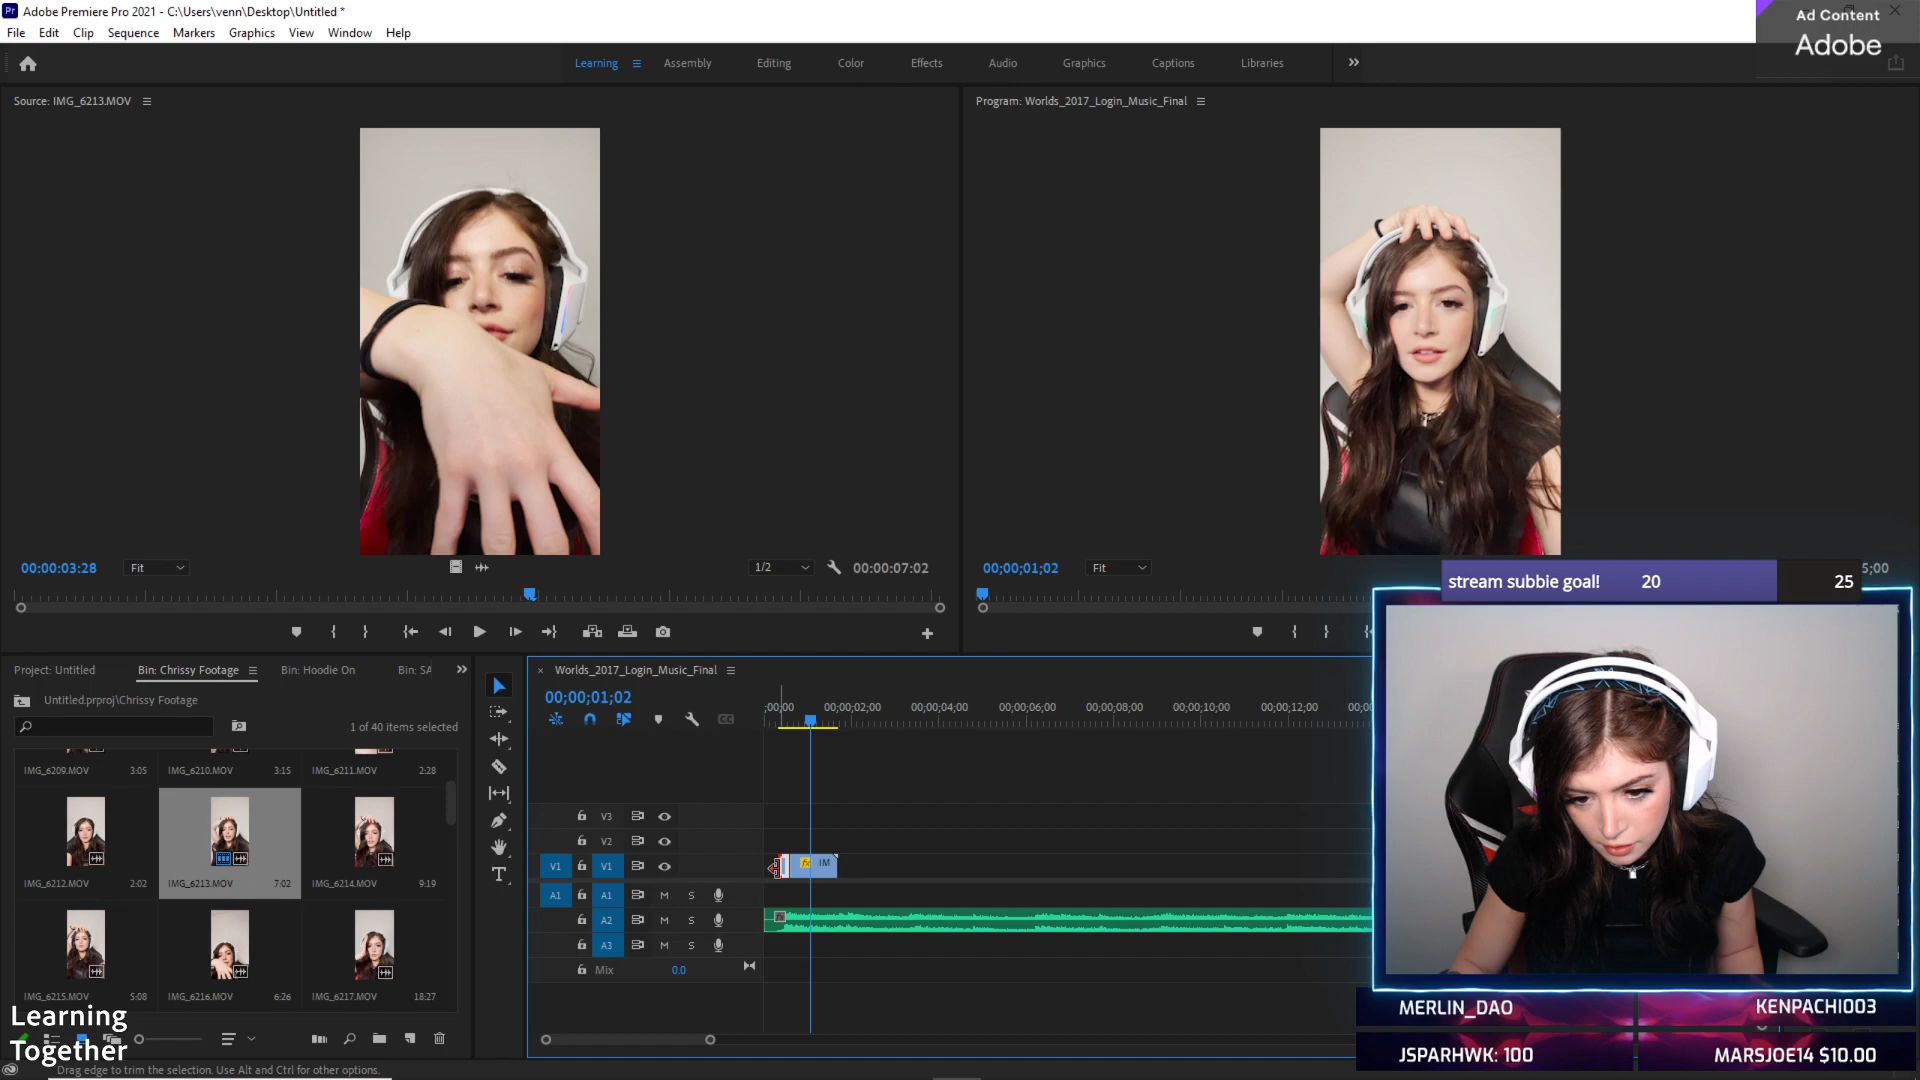 Adobe Premiere Pro 2021 - C:\Users\venn\Desktop\Untitled *
File Edit Clip Sequence Markers Graphics View Window Help
Ad Content
Adobe
Learning Assembly Editing Color Effects Audio Graphics Captions Libraries
Source: IMG_6213.MOV
Program: Worlds_2017_Login_Music_Final
00:00:03:28 Fit 1/2 00:00:07:02
00;00;01;02 Fit 5;00
stream subbie goal! 20 25
Project: Untitled Bin: Chrissy Footage Bin: Hoodie On Bin: SA
Untitled.prproj\Chrissy Footage
1 of 40 items selected
IMG_6209.MOV 3:05 IMG_6210.MOV 3:15 IMG_6211.MOV 2:28
IMG_6212.MOV 2:02 IMG_6213.MOV 7:02 IMG_6214.MOV 9:19
IMG_6215.MOV 5:08 IMG_6216.MOV 6:26 IMG_6217.MOV 18:27
Worlds_2017_Login_Music_Final
00;00;01;02
;00;00 00;00;02;00 00;00;04;00 00;00;06;00 00;00;08;00 00;00;10;00 00;00;12;00 00;0
V3
V2
V1 V1 fx IM
A1 A1 M S
A2 M S
A3 M S
Mix 0.0
Learning
Together
Drag edge to trim the selection. Use Alt and Ctrl for other options.
MERLIN_DAO KENPACHI003
JSPARHWK: 100 MARSJOE14 $10.00